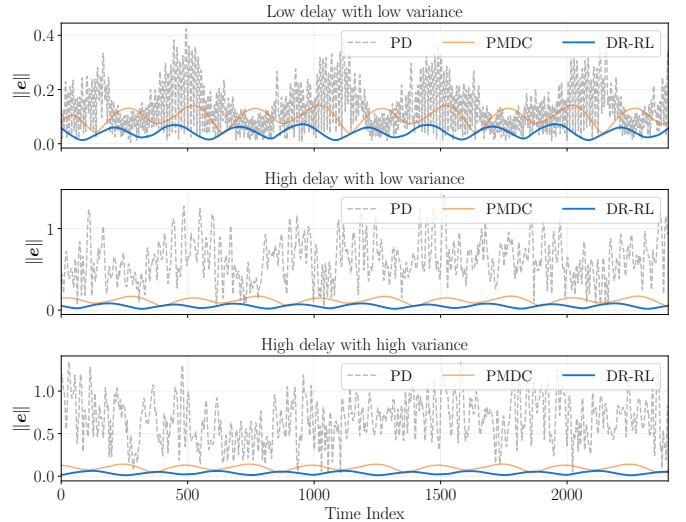 Low delay with low variance
0.4
0.2
0.0
‖e‖
PD PMDC DR-RL
High delay with low variance
1
0
‖e‖
PD PMDC DR-RL
High delay with high variance
1.0
0.5
0.0
‖e‖
PD PMDC DR-RL
0 500 1000 1500 2000
Time Index